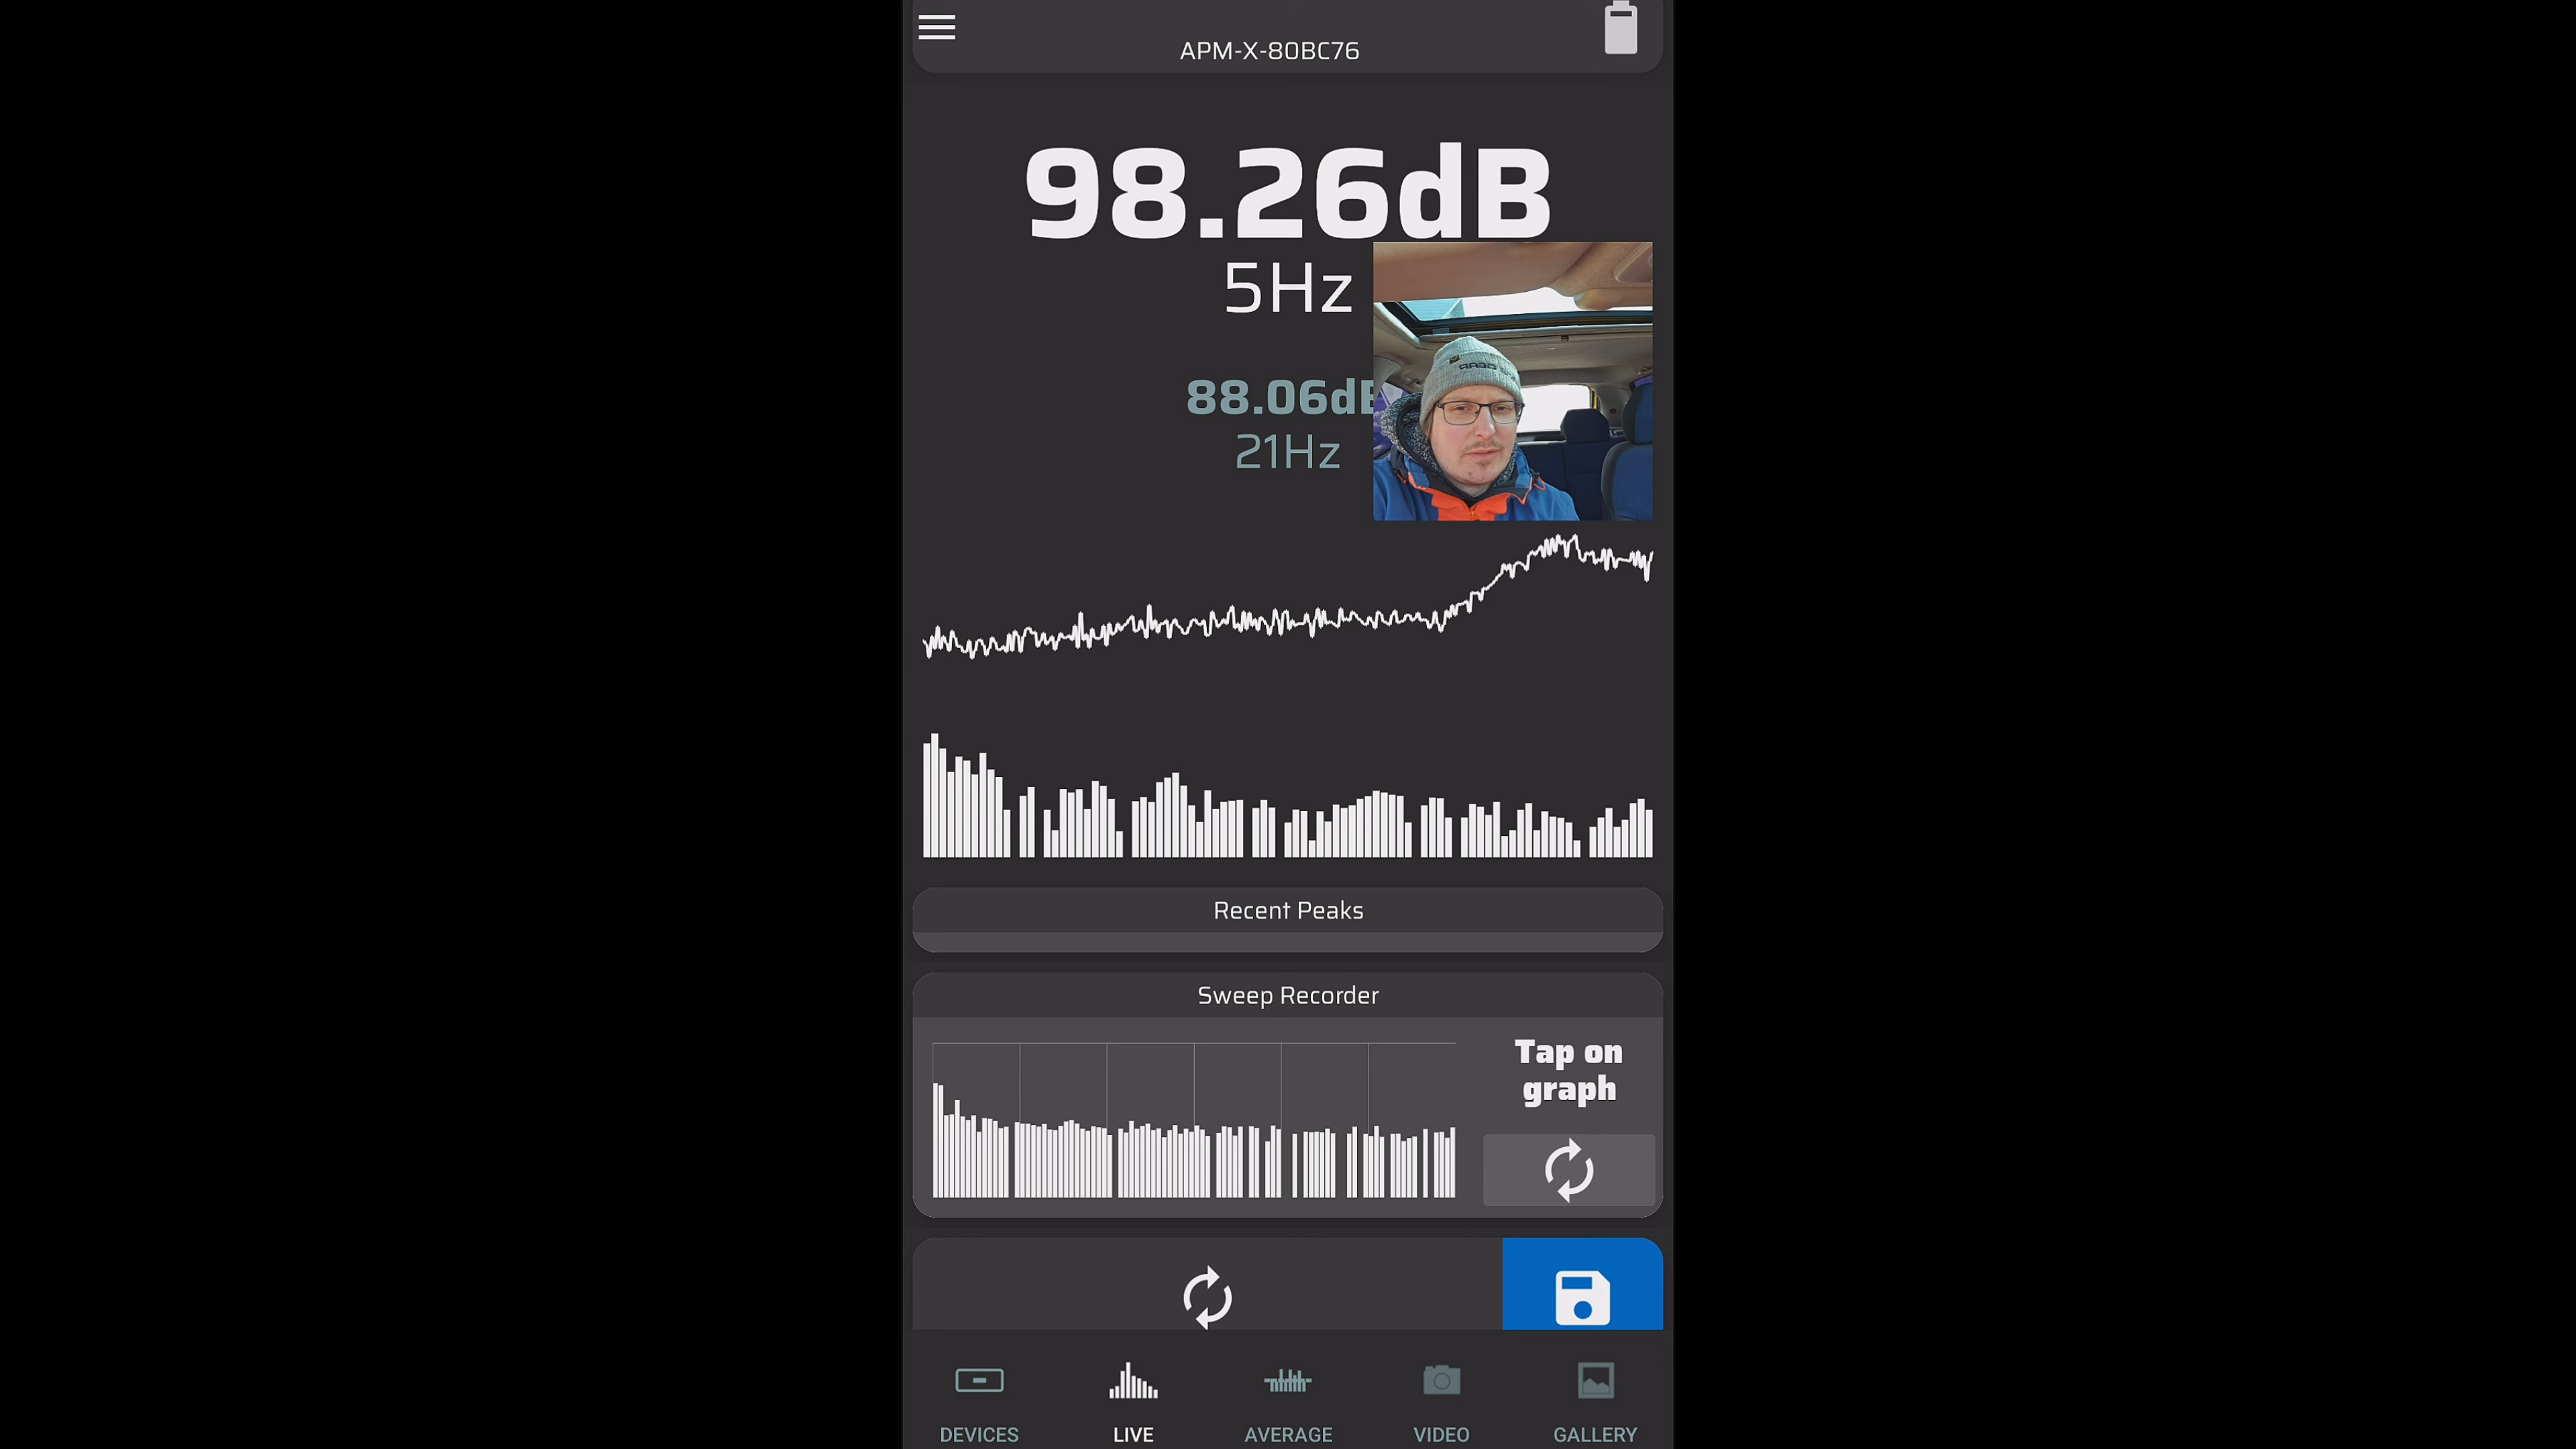 APM-X-80BC76
98.26dB
5Hz
88.06dB
21Hz
Recent Peaks
Sweep Recorder
Tap on
graph
DEVICES
LIVE
AVERAGE
VIDEO
GALLERY